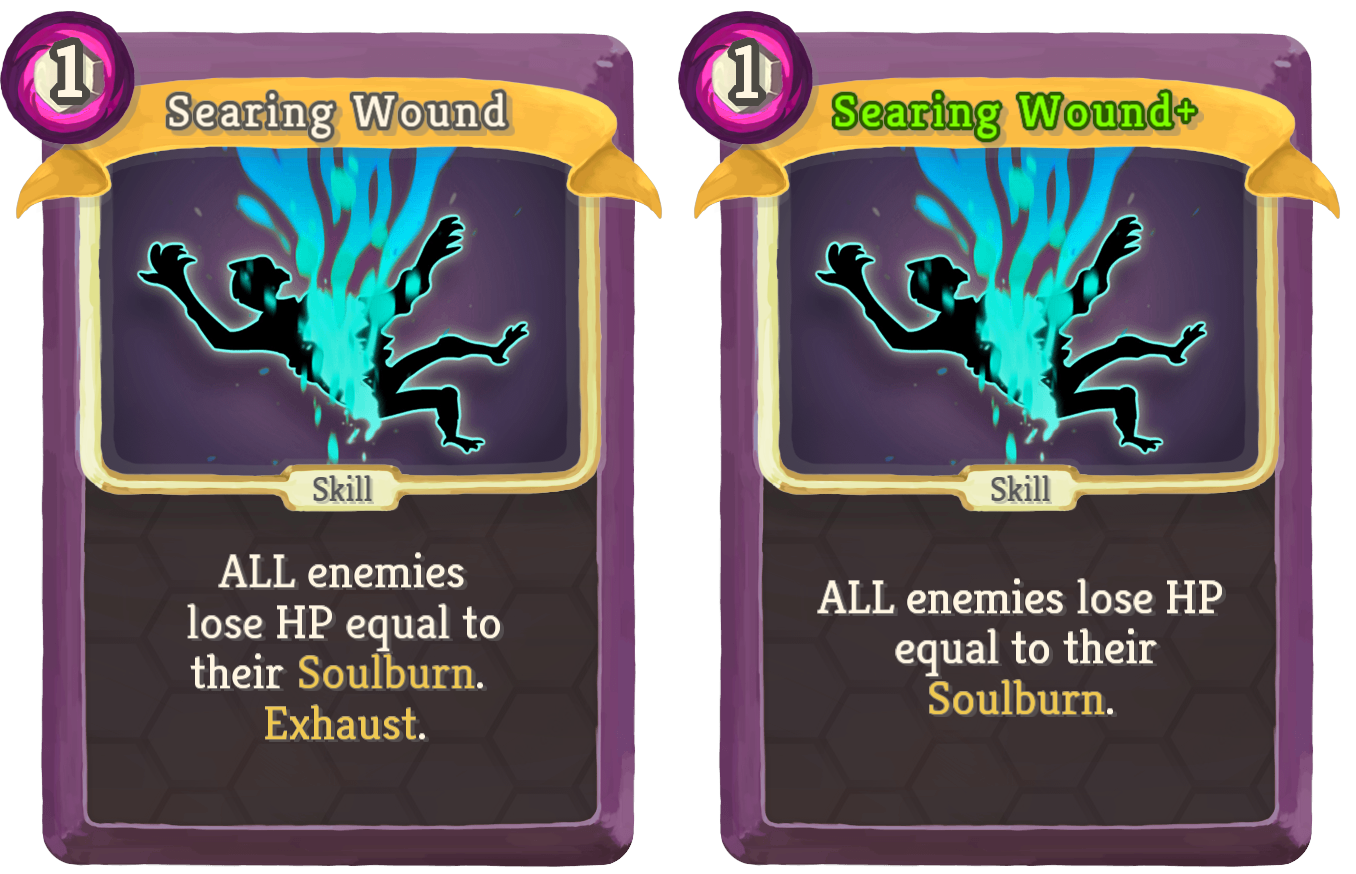 1
Searing Wound
Skill
ALL enemies
lose HP equal to
their Soulburn.
Exhaust.
1
Searing Wound+
Skill
ALL enemies lose HP
equal to their
Soulburn.